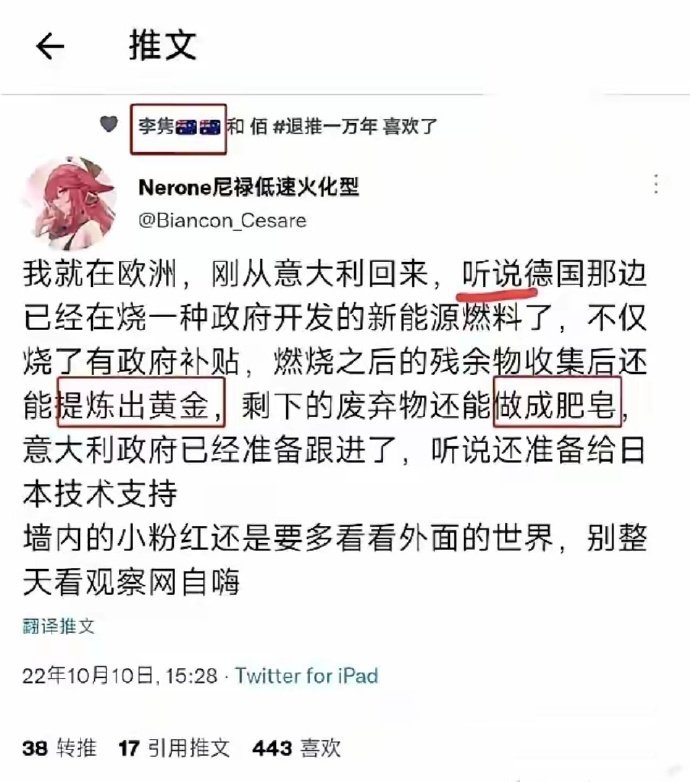 推文
李隽🇦🇺🇦🇺和 佰 #退推一万年 喜欢了
Nerone尼禄低速火化型
@Biancon_Cesare
我就在欧洲，刚从意大利回来，听说德国那边
已经在烧一种政府开发的新能源燃料了，不仅
烧了有政府补贴，燃烧之后的残余物收集后还
能提炼出黄金，剩下的废弃物还能做成肥皂，
意大利政府已经准备跟进了，听说还准备给日
本技术支持
墙内的小粉红还是要多看看外面的世界，别整
天看观察网自嗨
翻译推文
22年10月10日, 15:28 · Twitter for iPad
38 转推 17 引用推文 443 喜欢